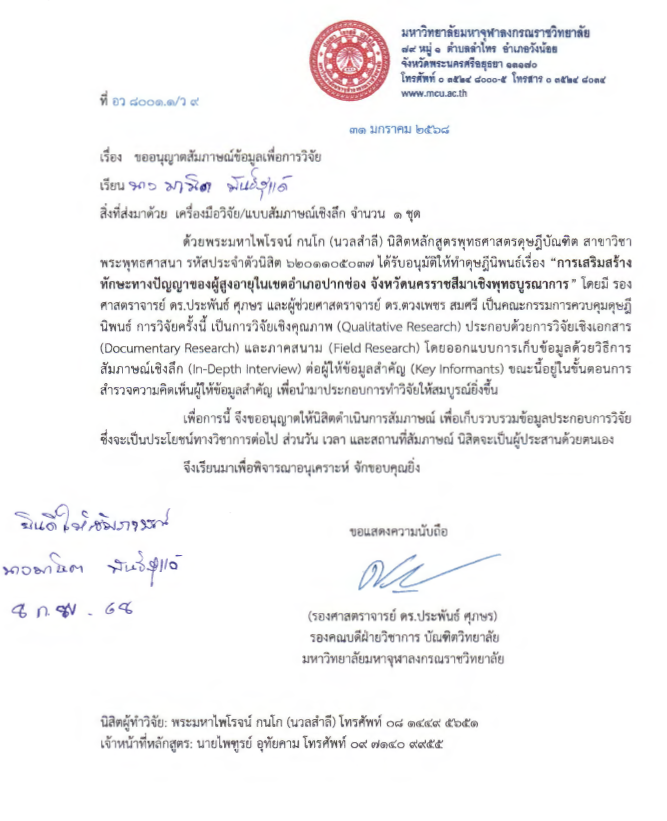 มหาวิทยาลัยมหาจุฬาลงกรณราชวิทยาลัย
๗๙ หมู่ ๑ ตำบลลำไทร อำเภอวังน้อย
จังหวัดพระนครศรีอยุธยา ๑๓๑๗๐
โทรศัพท์ ๐ ๓๕๒๔ ๘๐๐๐-๕ โทรสาร ๐ ๓๕๒๔ ๘๐๓๔
www.mcu.ac.th
ที่ อว ๘๐๐๑.๑/ว ๙
๓๑ มกราคม ๒๕๖๘
เรื่อง ขออนุญาตสัมภาษณ์ข้อมูลเพื่อการวิจัย
เรียน นาง
สิ่งที่ส่งมาด้วย เครื่องมือวิจัย/แบบสัมภาษณ์เชิงลึก จำนวน ๑ ชุด
ด้วยพระมหาไพโรจน์ กนโก (นวลสำลี) นิสิตหลักสูตรพุทธศาสตรดุษฎีบัณฑิต สาขาวิชา
พระพุทธศาสนา รหัสประจำตัวนิสิต ๖๒๐๑๑๐๕๐๓๗ ได้รับอนุมัติให้ทำดุษฎีนิพนธ์เรื่อง “การเสริมสร้าง
ทักษะทางปัญญาของผู้สูงอายุในเขตอำเภอปากช่อง จังหวัดนครราชสีมาเชิงพุทธบูรณาการ” โดยมี รอง
ศาสตราจารย์ ดร.ประพันธ์ ศุภษร และผู้ช่วยศาสตราจารย์ ดร.ดวงเพชร สมศรี เป็นคณะกรรมการควบคุมดุษฎี
นิพนธ์ การวิจัยครั้งนี้ เป็นการวิจัยเชิงคุณภาพ (Qualitative Research) ประกอบด้วยการวิจัยเชิงเอกสาร
(Documentary Research) และภาคสนาม (Field Research) โดยออกแบบการเก็บข้อมูลด้วยวิธีการ
สัมภาษณ์เชิงลึก (In-Depth Interview) ต่อผู้ให้ข้อมูลสำคัญ (Key Informants) ขณะนี้อยู่ในขั้นตอนการ
สำรวจความคิดเห็นผู้ให้ข้อมูลสำคัญ เพื่อนำมาประกอบการทำวิจัยให้สมบูรณ์ยิ่งขึ้น
เพื่อการนี้ จึงขออนุญาตให้นิสิตดำเนินการสัมภาษณ์ เพื่อเก็บรวบรวมข้อมูลประกอบการวิจัย
ซึ่งจะเป็นประโยชน์ทางวิชาการต่อไป ส่วนวัน เวลา และสถานที่สัมภาษณ์ นิสิตจะเป็นผู้ประสานด้วยตนเอง
จึงเรียนมาเพื่อพิจารณาอนุเคราะห์ จักขอบคุณยิ่ง
ยินดีให้สัมภาษณ์
๘ ก.พ. ๖๘
ขอแสดงความนับถือ
(รองศาสตราจารย์ ดร.ประพันธ์ ศุภษร)
รองคณบดีฝ่ายวิชาการ บัณฑิตวิทยาลัย
มหาวิทยาลัยมหาจุฬาลงกรณราชวิทยาลัย
นิสิตผู้ทำวิจัย: พระมหาไพโรจน์ กนโก (นวลสำลี) โทรศัพท์ ๐๘ ๑๔๔๙ ๕๖๕๑
เจ้าหน้าที่หลักสูตร: นายไพฑูรย์ อุทัยคาม โทรศัพท์ ๐๙ ๗๑๔๐ ๙๙๕๕